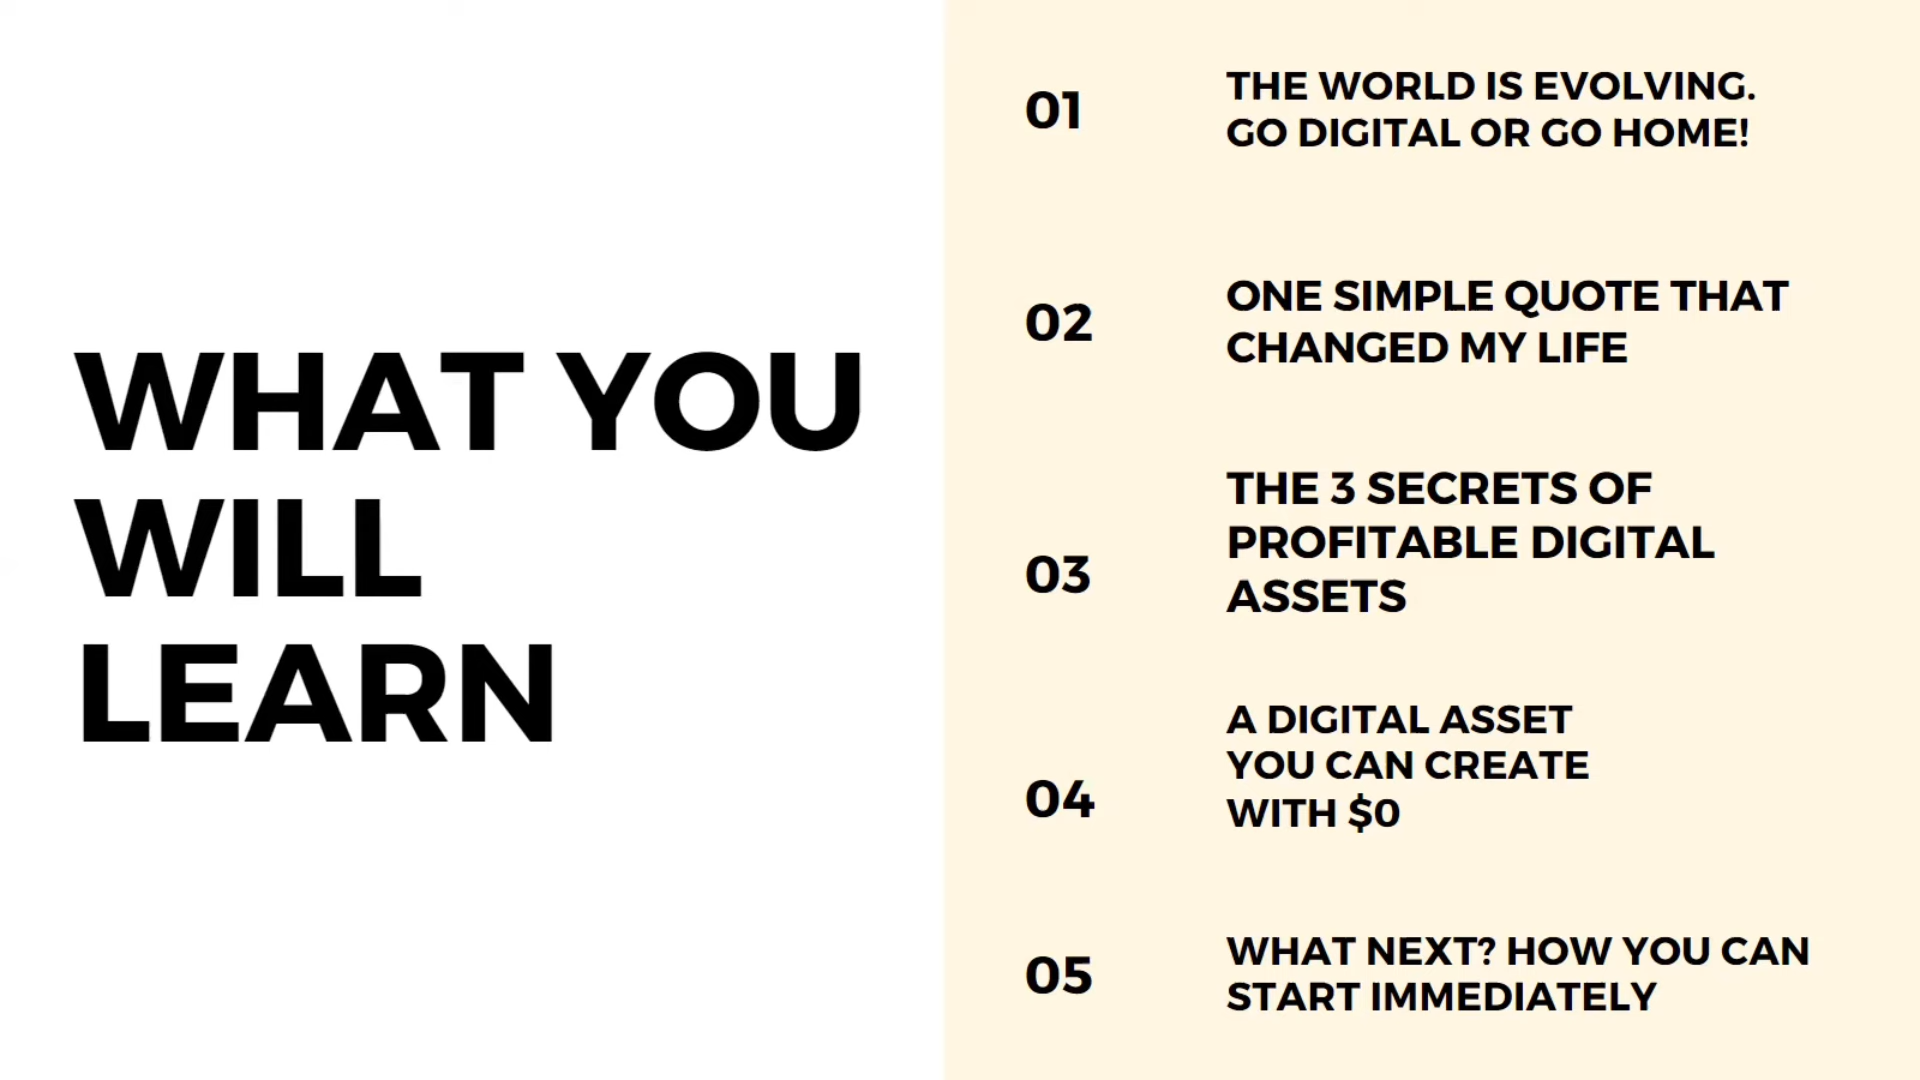 WHAT YOU
WILL
LEARN
01
THE WORLD IS EVOLVING.
GO DIGITAL OR GO HOME!
02
ONE SIMPLE QUOTE THAT
CHANGED MY LIFE
03
THE 3 SECRETS OF
PROFITABLE DIGITAL
ASSETS
04
A DIGITAL ASSET
YOU CAN CREATE
WITH $0
05
WHAT NEXT? HOW YOU CAN
START IMMEDIATELY